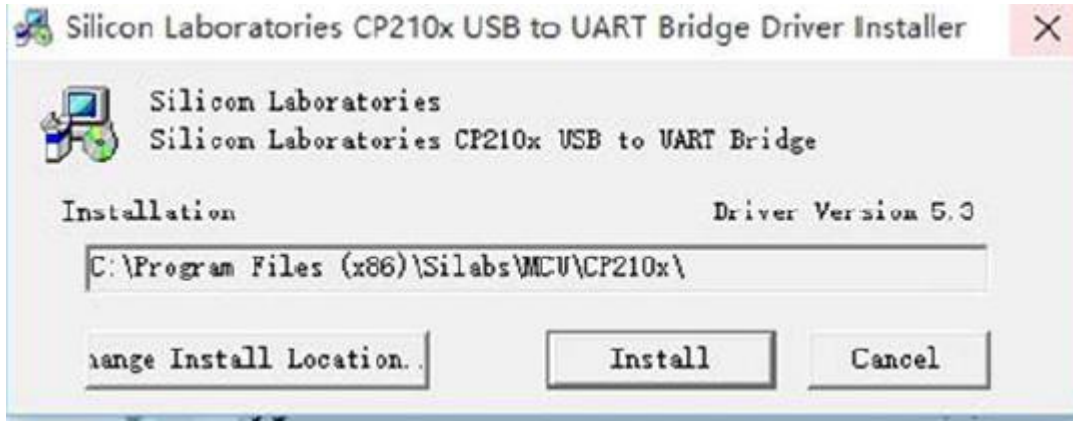 Silicon Laboratories CP210x USB to UART Bridge Driver Installer
Silicon Laboratories
Silicon Laboratories CP210x USB to UART Bridge
Installation Driver Version 5.3
C:\Program Files (x86)\Silabs\MCU\CP210x\
hange Install Location.. Install Cancel